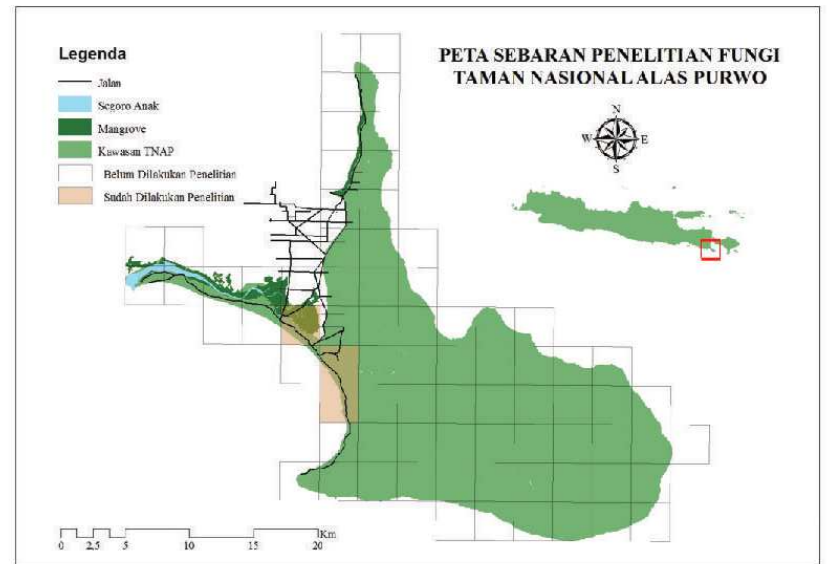 Legenda
Jalan
Segoro Anak
Mangrove
Kawasan TNAP
Belum Dilakukan Penelitian
Sudah Dilakukan Penelitian
PETA SEBARAN PENELITIAN FUNGI
TAMAN NASIONAL ALAS PURWO
N
W E
S
Km
0 2,5 5 10 15 20